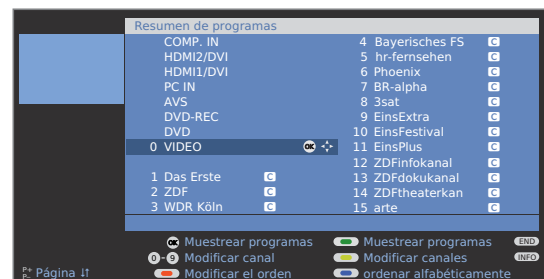 Resumen de programas
COMP. IN
HDMI2/DVI
HDMI1/DVI
PC IN
AVS
DVD-REC
DVD
0 VIDEO OK
1 Das Erste C
2 ZDF C
3 WDR Köln C
4 Bayerisches FS C
5 hr-fernsehen C
6 Phoenix C
7 BR-alpha C
8 3sat C
9 EinsExtra C
10 EinsFestival C
11 EinsPlus C
12 ZDFinfokanal C
13 ZDFdokukanal C
14 ZDFtheaterkan C
15 arte C
OK Muestrear programas
Muestrear programas END
0-9 Modificar canal
Modificar canales INFO
P+ P- Página
Modificar el orden
ordenar alfabéticamente